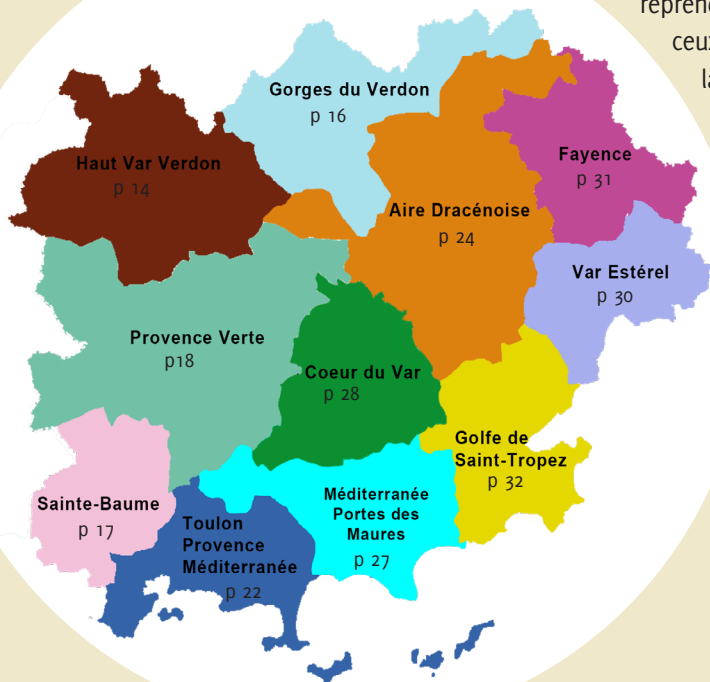 ceux
Gorges du Verdon
p 16
Haut Var Verdon
p 14
Fayence
p 31
Aire Dracénoise
p 24
Var Estérel
p 30
Provence Verte
p18
Coeur du Var
p 28
Golfe de
Saint-Tropez
p 32
Sainte-Baume
p 17
Méditerranée
Portes des
Maures
p 27
Toulon
Provence
Méditerranée
p 22